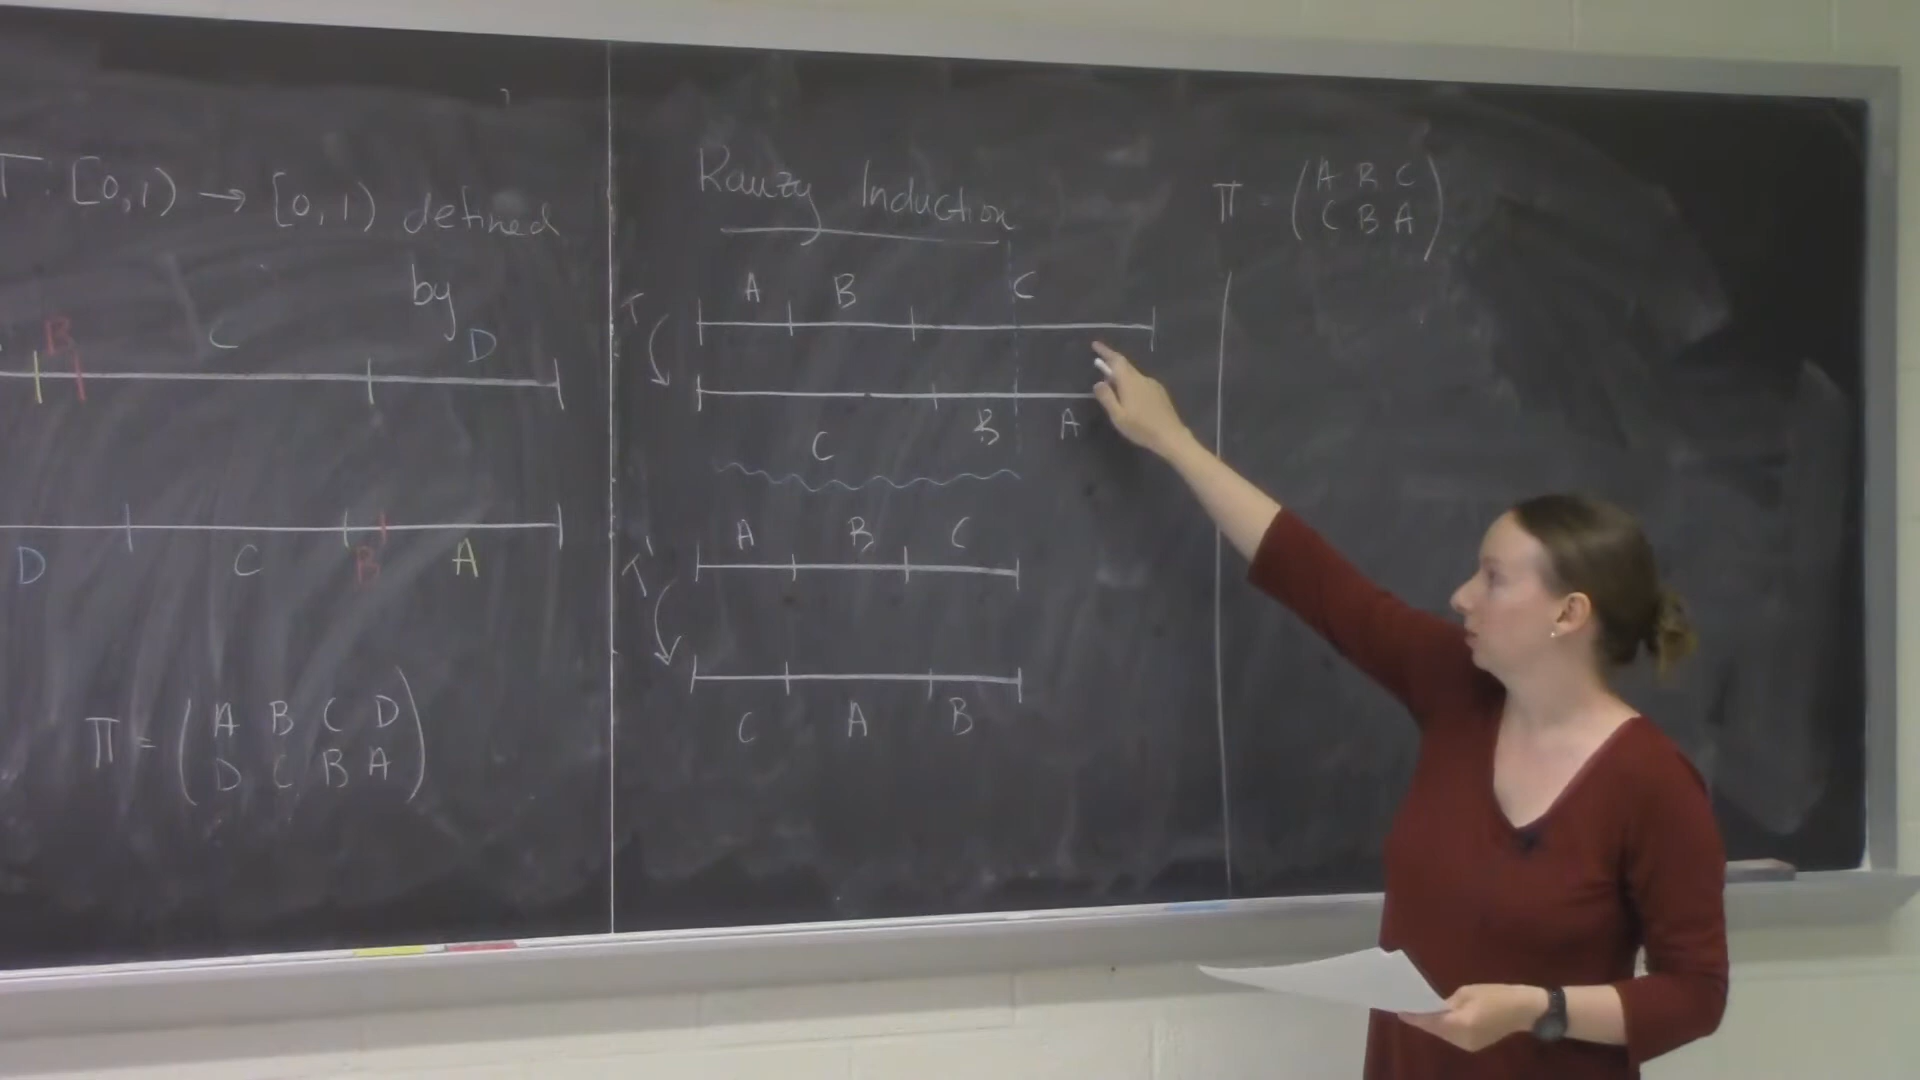 T: [0,1) → [0,1) defined
by
B C D
D C B A
π = (A B C D
D C B A)
Rauzy Induction
A B C
T
C B A
A B C
T'
C A B
π = (A B C
C B A)